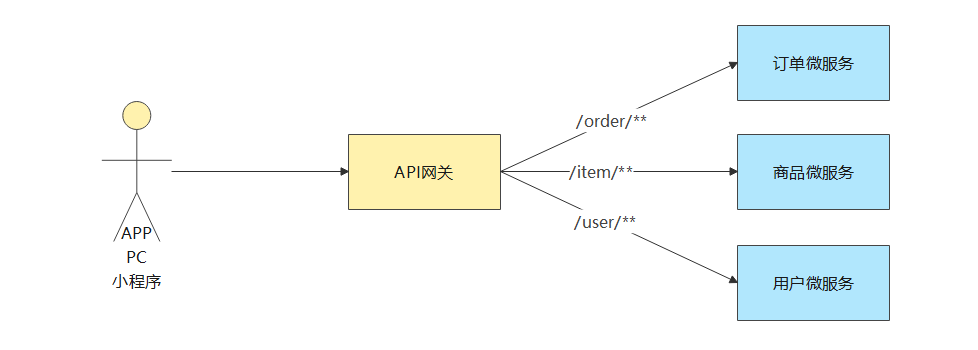 APP
PC
小程序
API网关
/order/**
/item/**
/user/**
订单微服务
商品微服务
用户微服务